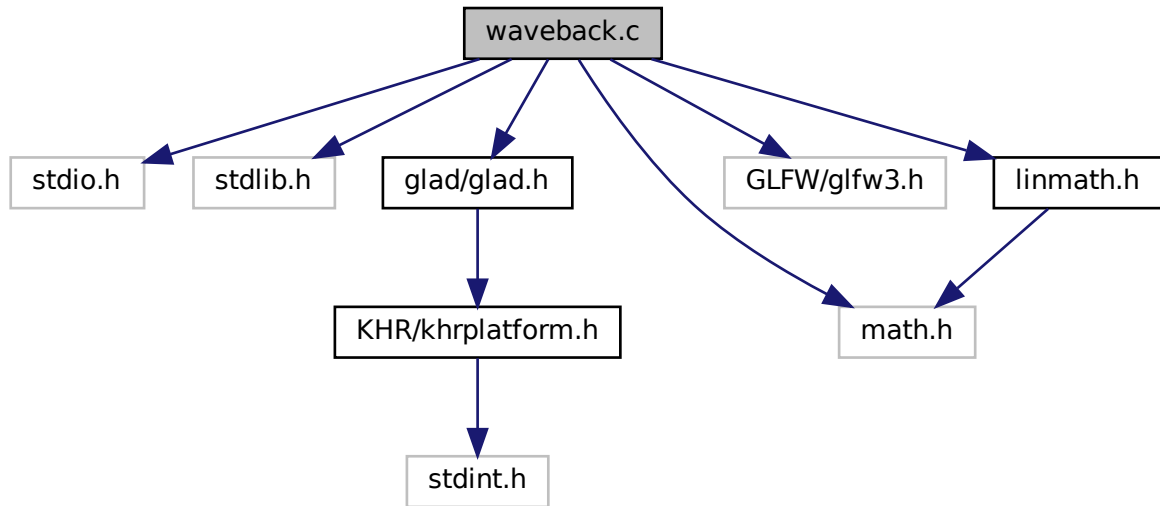 waveback.c
stdio.h
stdlib.h
glad/glad.h
GLFW/glfw3.h
linmath.h
KHR/khrplatform.h
math.h
stdint.h